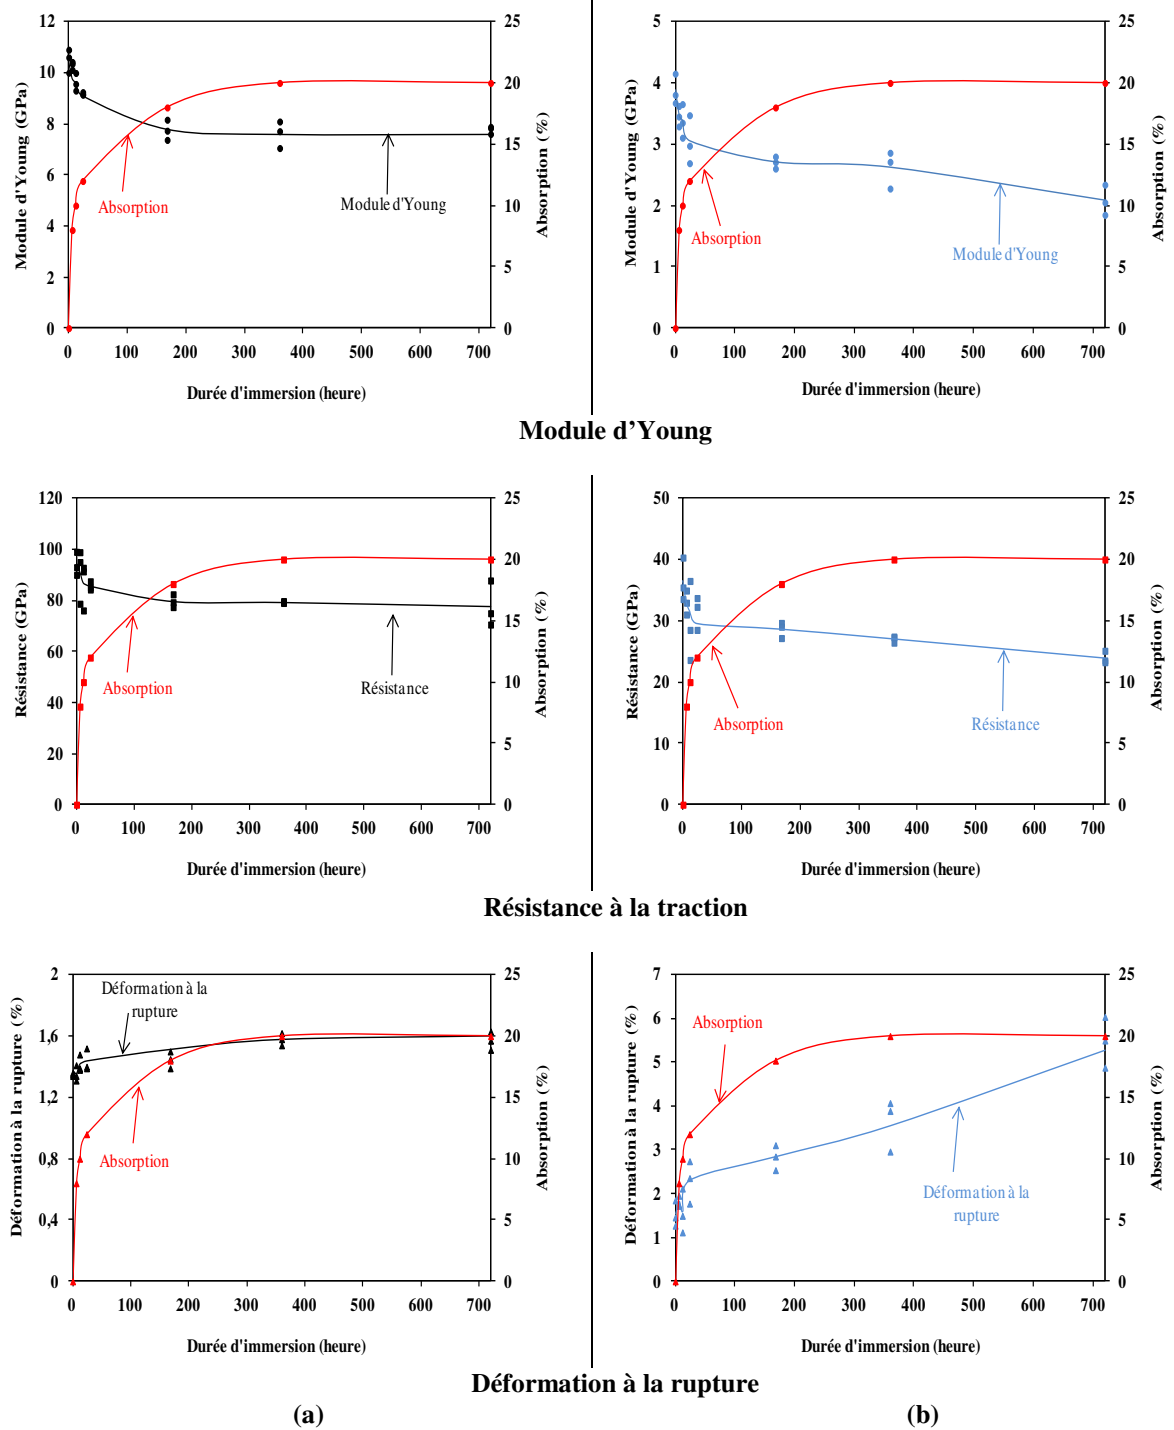 12
10
8
6
4
2
0
Module d'Young (GPa)
25
20
15
10
5
0
Absorption (%)
Absorption
Module d'Young
0 100 200 300 400 500 600 700
Durée d'immersion (heure)
5
4
3
2
1
0
Module d'Young (GPa)
25
20
15
10
5
0
Absorption (%)
Absorption
Module d'Young
0 100 200 300 400 500 600 700
Durée d'immersion (heure)
Module d’Young
120
100
80
60
40
20
0
Résistance (GPa)
25
20
15
10
5
0
Absorption (%)
Absorption
Résistance
0 100 200 300 400 500 600 700
Durée d'immersion (heure)
50
40
30
20
10
0
Résistance (GPa)
25
20
15
10
5
0
Absorption (%)
Absorption
Résistance
0 100 200 300 400 500 600 700
Durée d'immersion (heure)
Résistance à la traction
2
1,6
1,2
0,8
0,4
0
Déformation à la rupture (%)
25
20
15
10
5
0
Absorption (%)
Déformation à la
rupture
Absorption
0 100 200 300 400 500 600 700
Durée d'immersion (heure)
7
6
5
4
3
2
1
0
Déformation à la rupture (%)
25
20
15
10
5
0
Absorption (%)
Absorption
Déformation à la
rupture
0 100 200 300 400 500 600 700
Durée d'immersion (heure)
Déformation à la rupture
(a) (b)